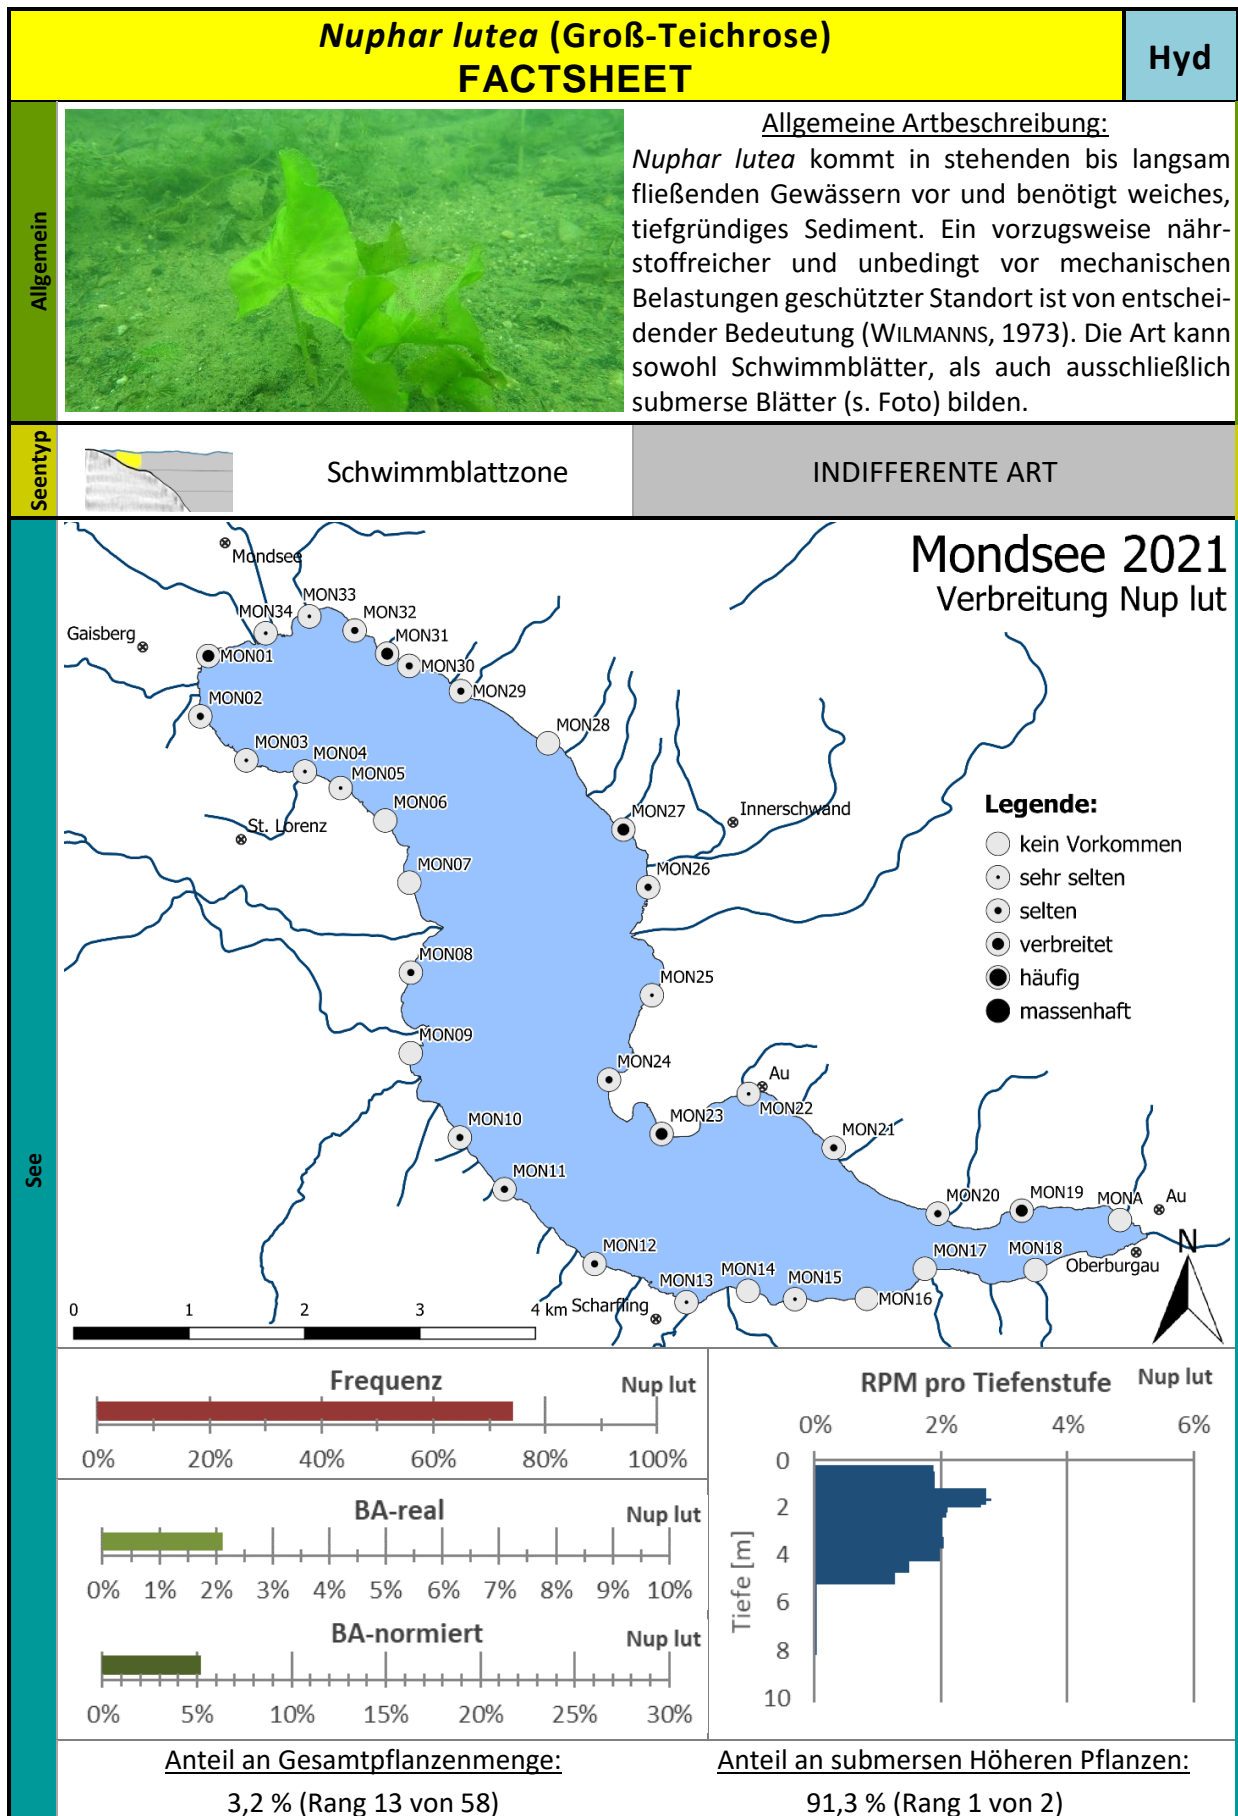 Nuphar lutea (Groß-Teichrose)
FACTSHEET
Hyd
Allgemein
Allgemeine Artbeschreibung:
Nuphar lutea kommt in stehenden bis langsam
fließenden Gewässern vor und benötigt weiches,
tiefgründiges Sediment. Ein vorzugsweise nähr-
stoffreicher und unbedingt vor mechanischen
Belastungen geschützter Standort ist von entschei-
dender Bedeutung (WILMANNS, 1973). Die Art kann
sowohl Schwimmblätter, als auch ausschließlich
submerse Blätter (s. Foto) bilden.
Seentyp
Schwimmblattzone
INDIFFERENTE ART
See
Mondsee 2021
Verbreitung Nup lut
Mondsee
MON33
MON34
MON32
Gaisberg
MON31
MON01
MON30
MON29
MON02
MON28
MON03
MON04
MON05
MON06
St. Lorenz
MON27
Innerschwand
MON07
MON26
MON08
MON25
MON09
MON24
Au
MON22
MON23
MON10
MON21
MON11
MON20
MON19
MONA
Au
MON12
MON17
MON18
Oberburgau
MON14
MON13
MON15
MON16
Scharfling
N
Legende:
kein Vorkommen
sehr selten
selten
verbreitet
häufig
massenhaft
0 1 2 3 4 km
Frequenz
Nup lut
0% 20% 40% 60% 80% 100%
BA-real
Nup lut
0% 1% 2% 3% 4% 5% 6% 7% 8% 9% 10%
BA-normiert
Nup lut
0% 5% 10% 15% 20% 25% 30%
RPM pro Tiefenstufe
Nup lut
0% 2% 4% 6%
Tiefe [m]
0
2
4
6
8
10
Anteil an Gesamtpflanzenmenge:
3,2 % (Rang 13 von 58)
Anteil an submersen Höheren Pflanzen:
91,3 % (Rang 1 von 2)